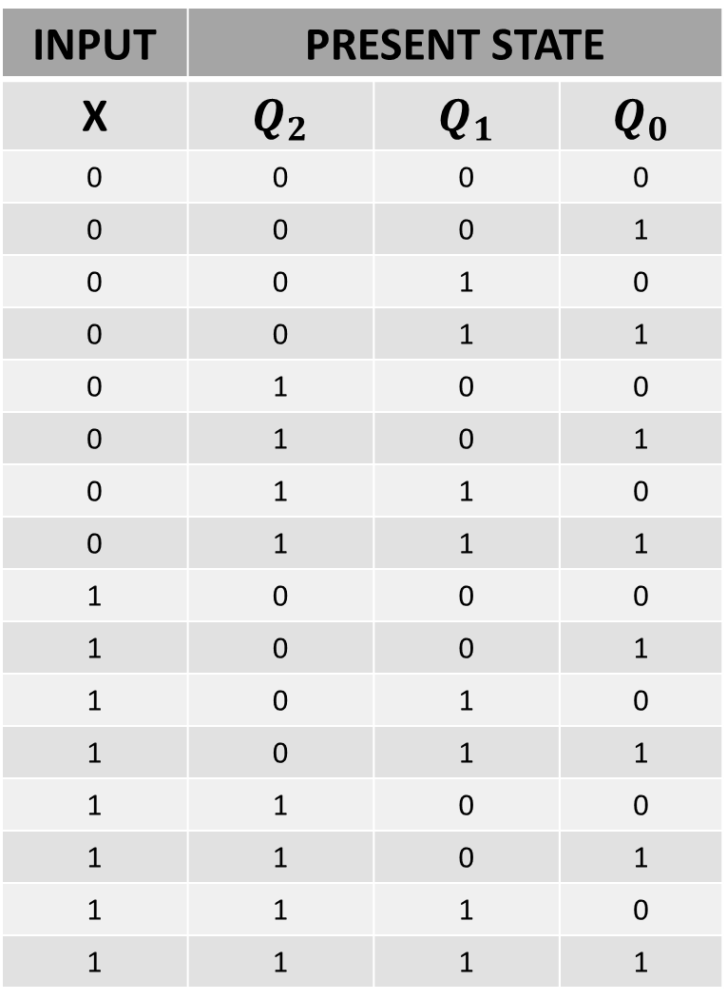 INPUT PRESENT STATE
X Q₂ Q₁ Q₀
0 0 0 0
0 0 0 1
0 0 1 0
0 0 1 1
0 1 0 0
0 1 0 1
0 1 1 0
0 1 1 1
1 0 0 0
1 0 0 1
1 0 1 0
1 0 1 1
1 1 0 0
1 1 0 1
1 1 1 0
1 1 1 1